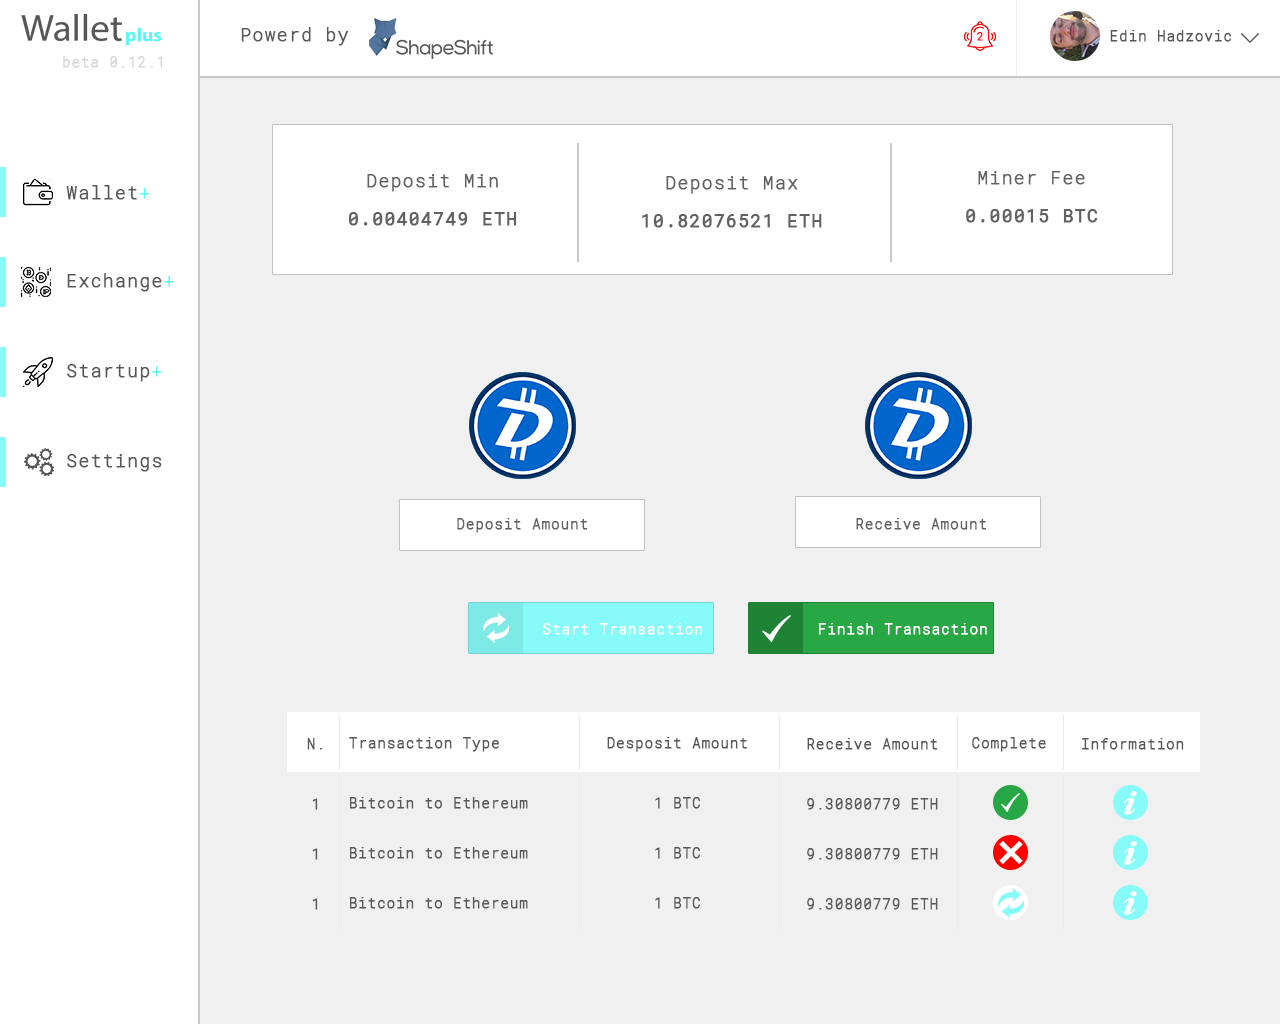 Wallet plus
beta 0.12.1
Powerd by ShapeShift
2
Edin Hadzovic
Wallet+
Exchange+
Startup+
Settings
Deposit Min
0.00404749 ETH
Deposit Max
10.82076521 ETH
Miner Fee
0.00015 BTC
Deposit Amount
Receive Amount
Start Transaction
Finish Transaction
N. Transaction Type Desposit Amount Receive Amount Complete Information
1 Bitcoin to Ethereum 1 BTC 9.30800779 ETH i
1 Bitcoin to Ethereum 1 BTC 9.30800779 ETH i
1 Bitcoin to Ethereum 1 BTC 9.30800779 ETH i